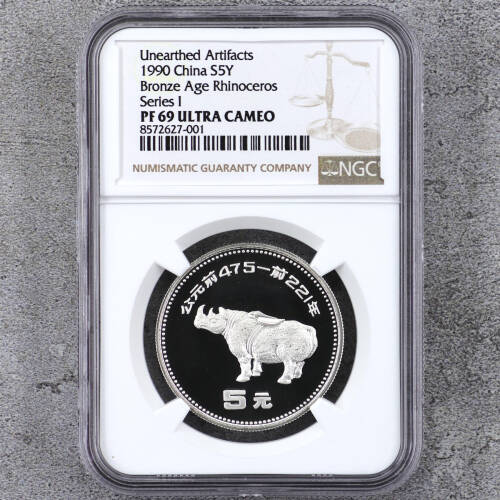 Unearthed Artifacts
1990 China S5Y
Bronze Age Rhinoceros
Series I
PF 69 ULTRA CAMEO
8572627-001
NUMISMATIC GUARANTY COMPANY
NGC
公元前475—前221年
5元